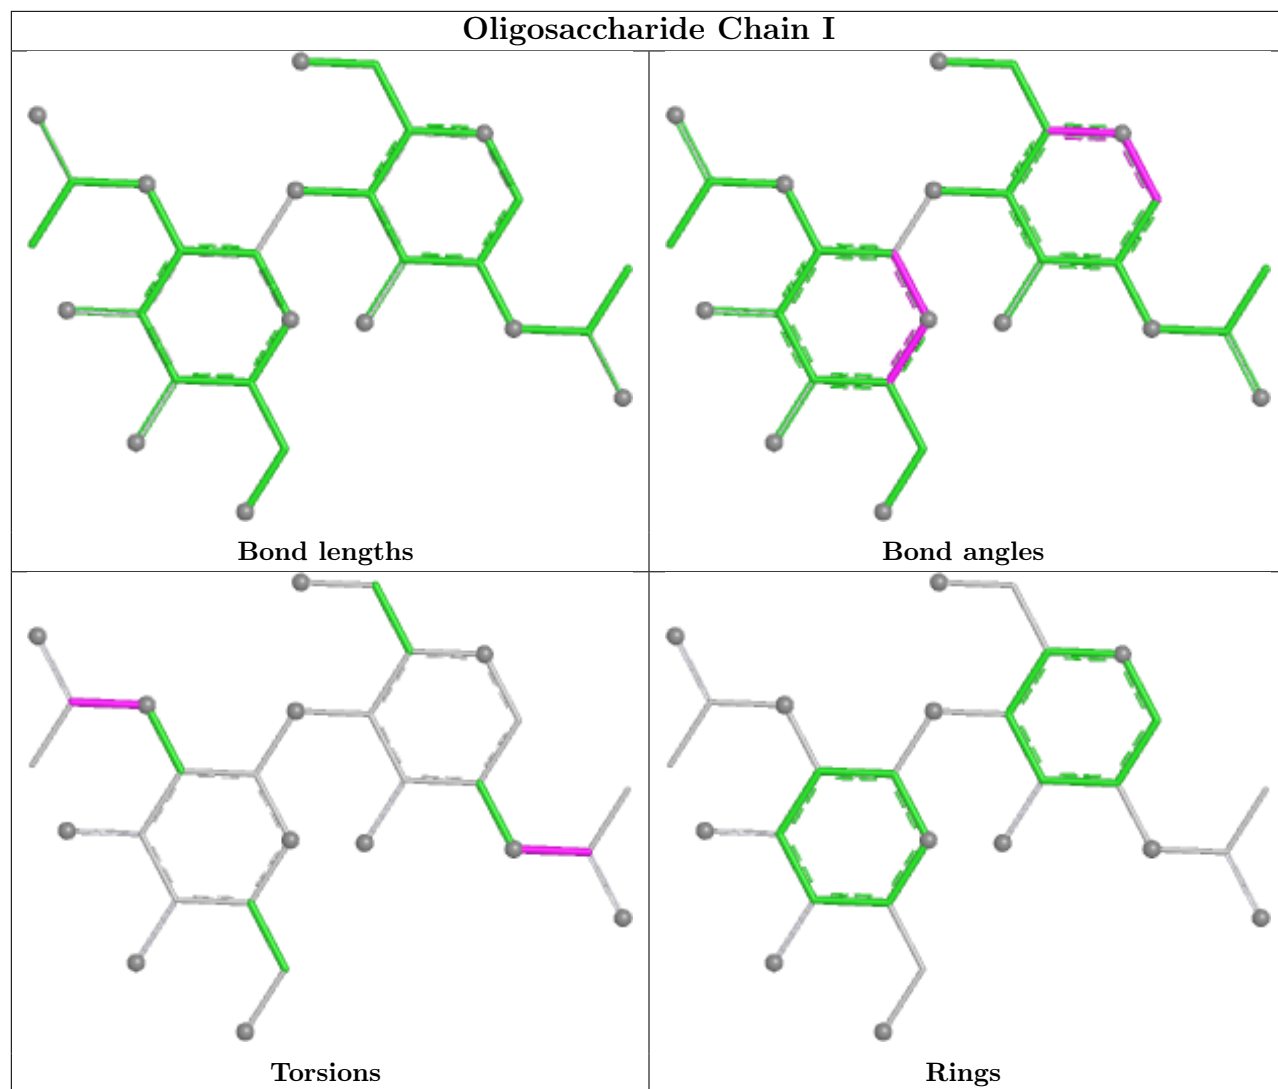 Oligosaccharide Chain I
Bond lengths
Bond angles
Torsions
Rings